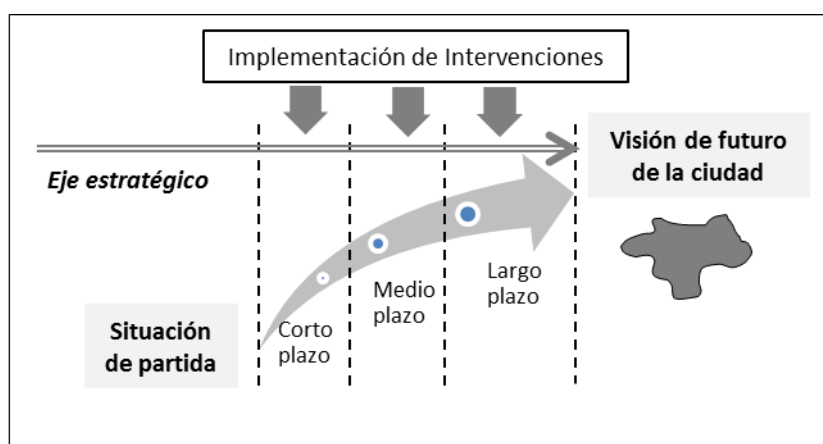 Implementación de Intervenciones
Eje estratégico
Visión de futuro
de la ciudad
Situación
de partida
Corto
plazo
Medio
plazo
Largo
plazo